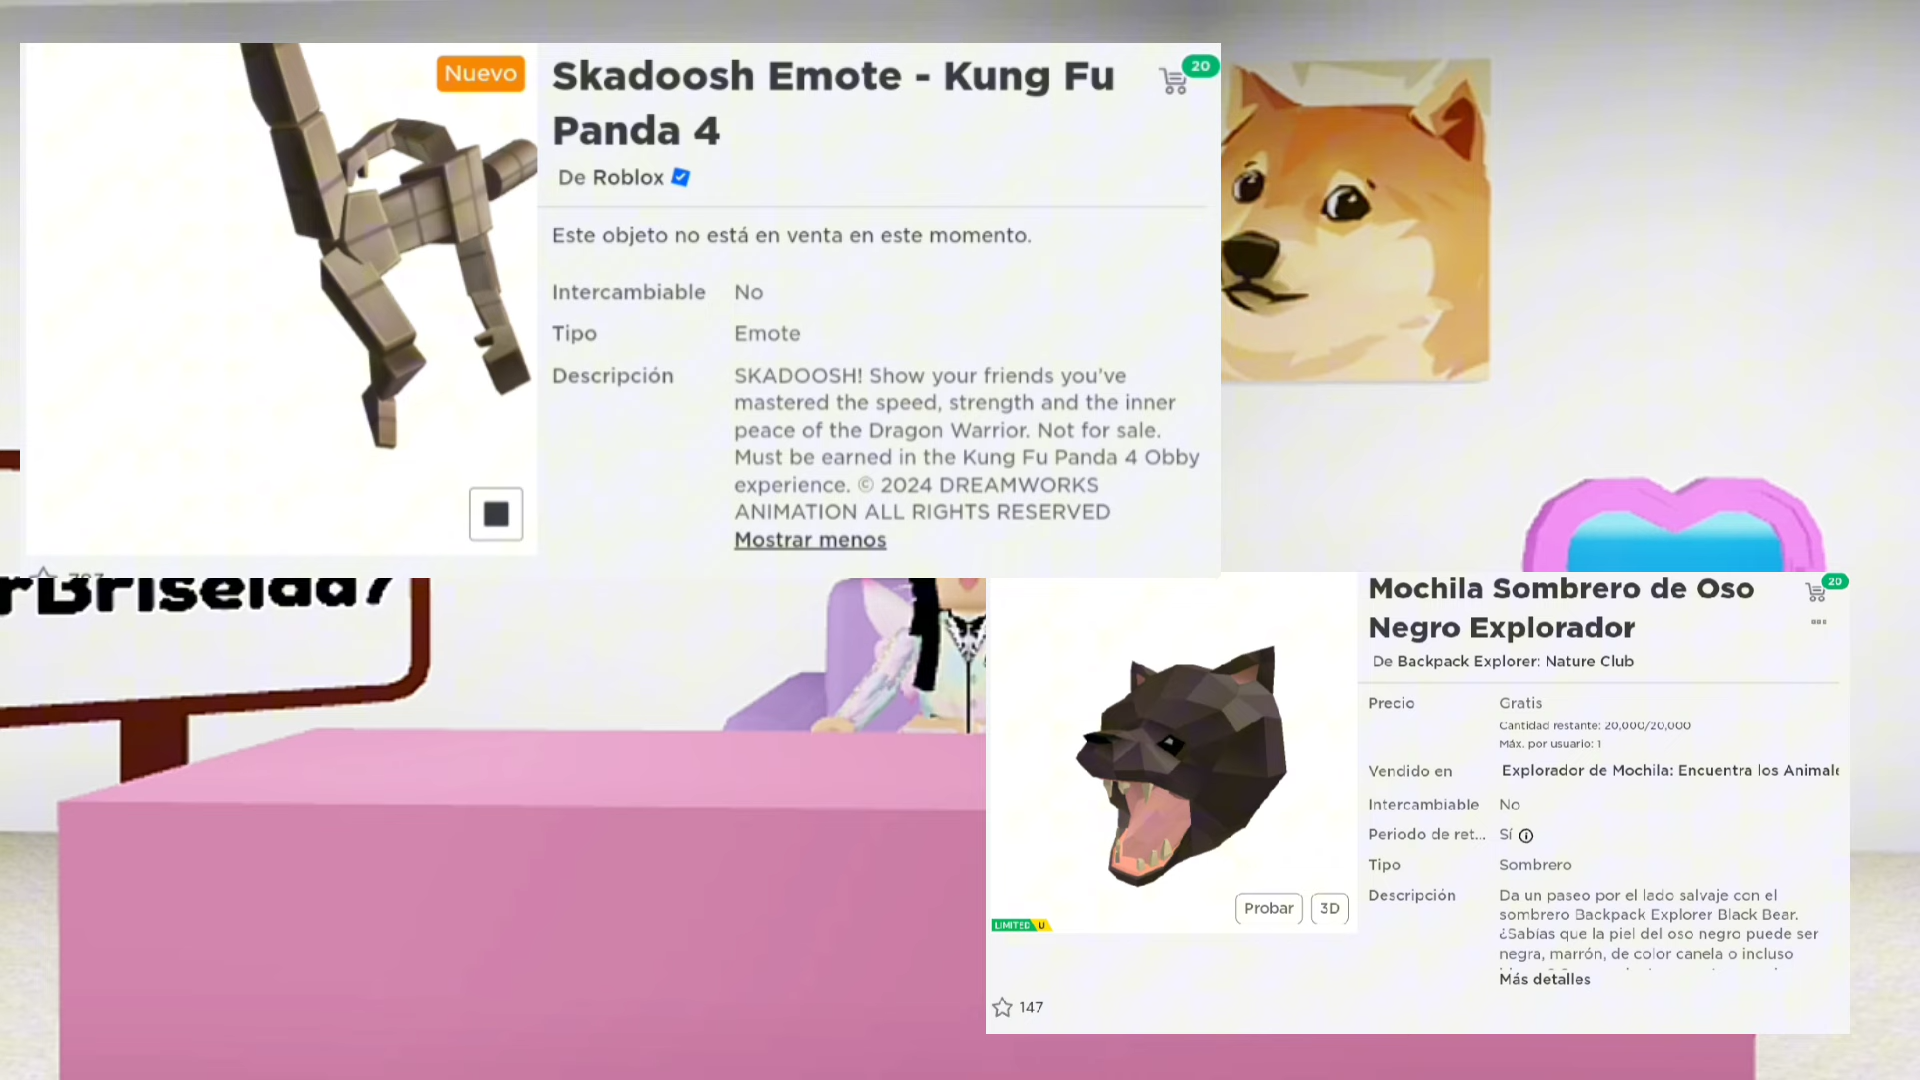 Nuevo
Skadoosh Emote - Kung Fu
Panda 4
20
De Roblox
Este objeto no está en venta en este momento.
Intercambiable No
Tipo Emote
Descripción SKADOOSH! Show your friends you've
mastered the speed, strength and the inner
peace of the Dragon Warrior. Not for sale.
Must be earned in the Kung Fu Panda 4 Obby
experience. © 2024 DREAMWORKS
ANIMATION ALL RIGHTS RESERVED
Mostrar menos
rBriselda7
Mochila Sombrero de Oso
Negro Explorador
20
De Backpack Explorer: Nature Club
Precio Gratis
Cantidad restante: 20,000/20,000
Máx. por usuario: 1
Vendido en Explorador de Mochila: Encuentra los Animale
Intercambiable No
Periodo de ret... Sí
Tipo Sombrero
Descripción Da un paseo por el lado salvaje con el
sombrero Backpack Explorer Black Bear.
¿Sabías que la piel del oso negro puede ser
negra, marrón, de color canela o incluso
Más detalles
Probar 3D
LIMITED U
147